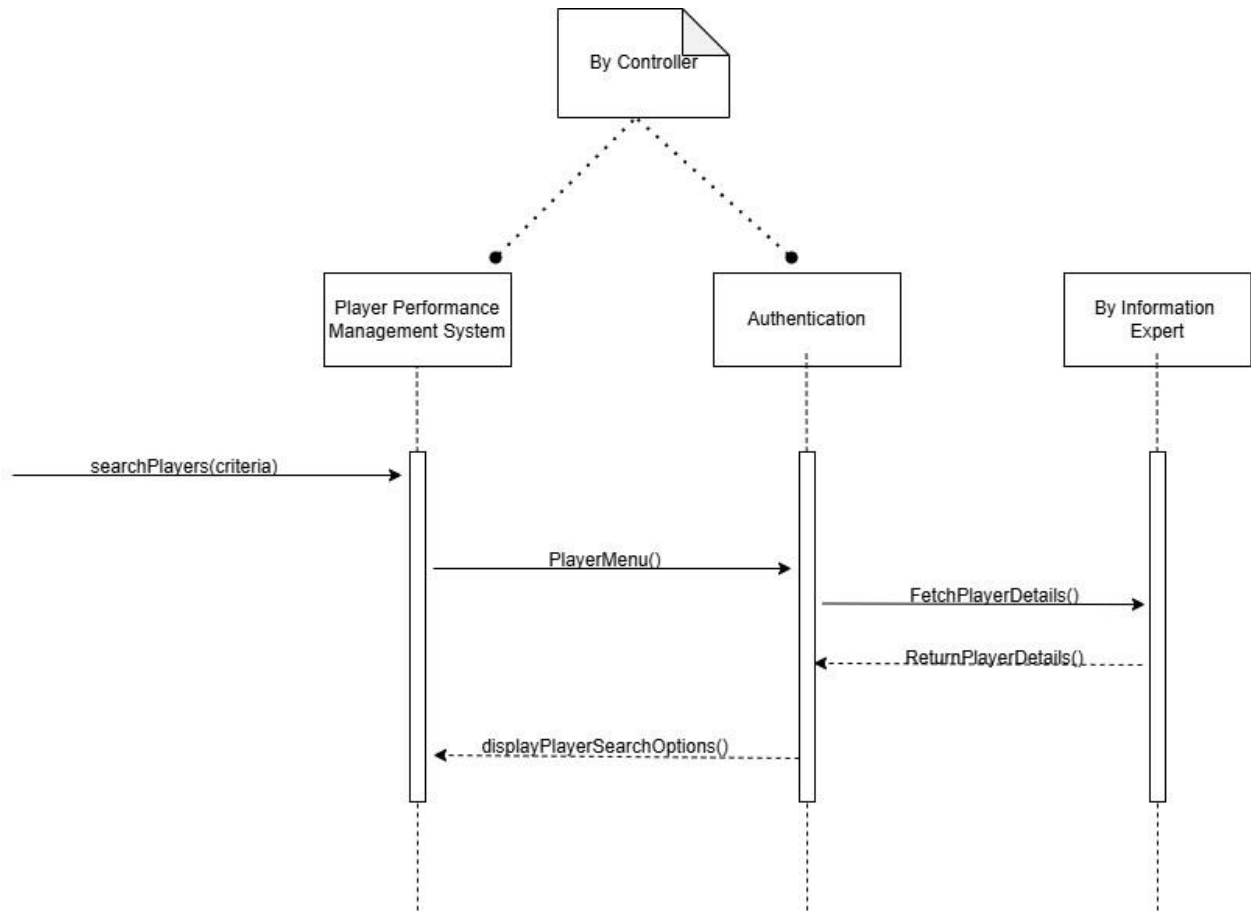 By Controller
Player Performance
Management System
Authentication
By Information
Expert
searchPlayers(criteria)
PlayerMenu()
FetchPlayerDetails()
ReturnPlayerDetails()
displayPlayerSearchOptions()